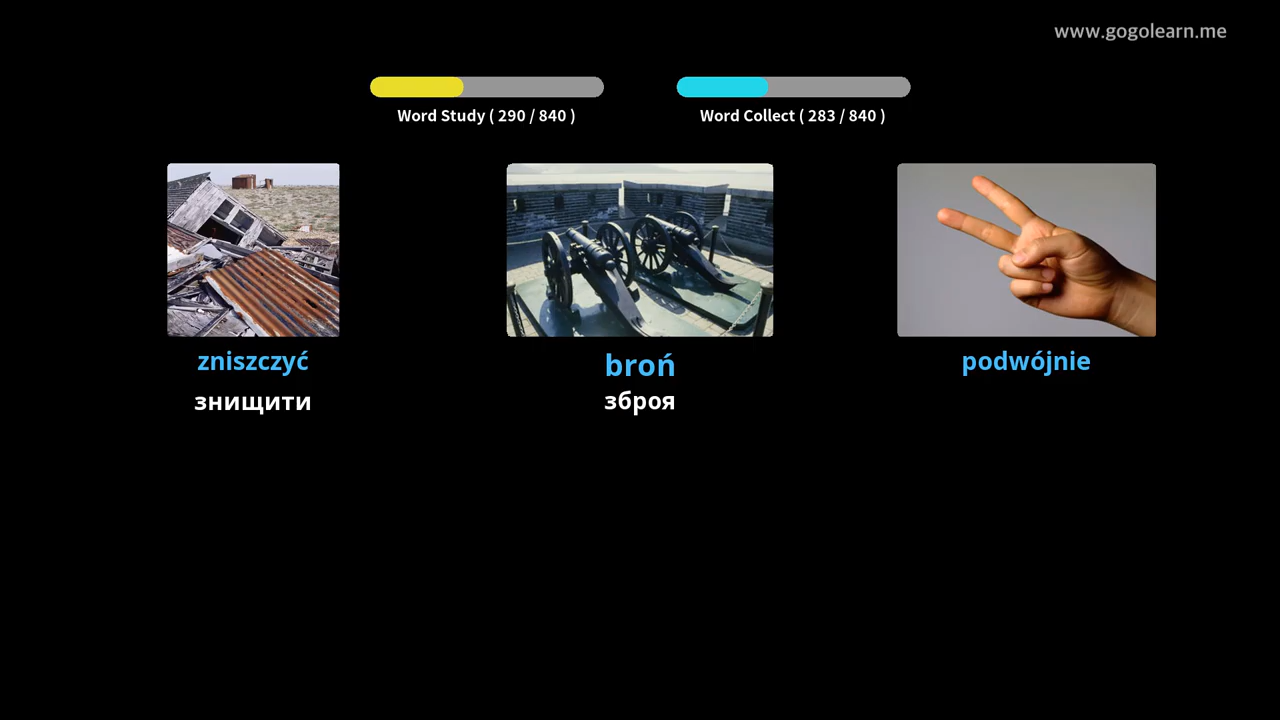 www.gogolearn.me
Word Study ( 290 / 840 )
Word Collect ( 283 / 840 )
zniszczyć
знищити
broń
зброя
podwójnie